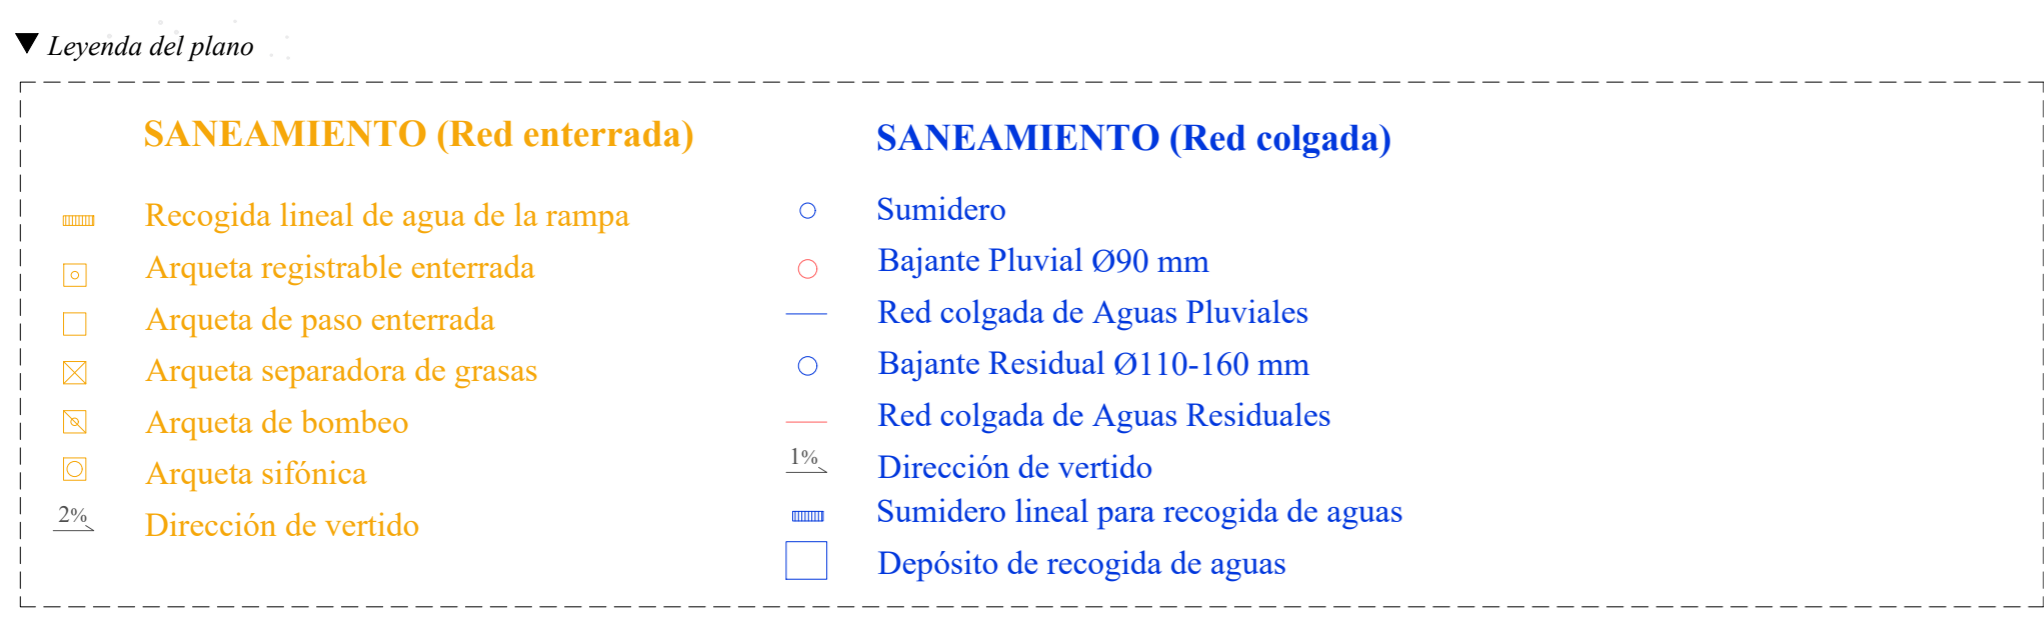 Leyenda del plano
SANEAMIENTO (Red enterrada)
Recogida lineal de agua de la rampa
Arqueta registrable enterrada
Arqueta de paso enterrada
Arqueta separadora de grasas
Arqueta de bombeo
Arqueta sifónica
2% Dirección de vertido
SANEAMIENTO (Red colgada)
Sumidero
Bajante Pluvial Ø90 mm
Red colgada de Aguas Pluviales
Bajante Residual Ø110-160 mm
Red colgada de Aguas Residuales
1% Dirección de vertido
Sumidero lineal para recogida de aguas
Depósito de recogida de aguas